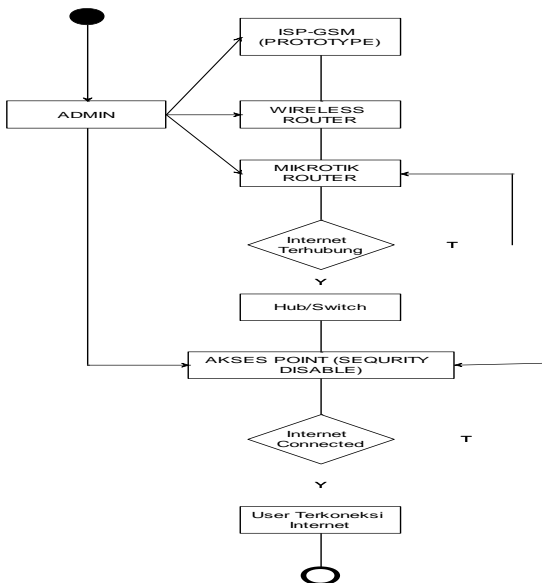 ISP-GSM
(PROTOTYPE)
ADMIN
WIRELESS
ROUTER
MIKROTIK
ROUTER
Internet
Terhubung
T
Y
Hub/Switch
AKSES POINT (SEQURITY
DISABLE)
Internet
Connected
T
Y
User Terkoneksi
Internet